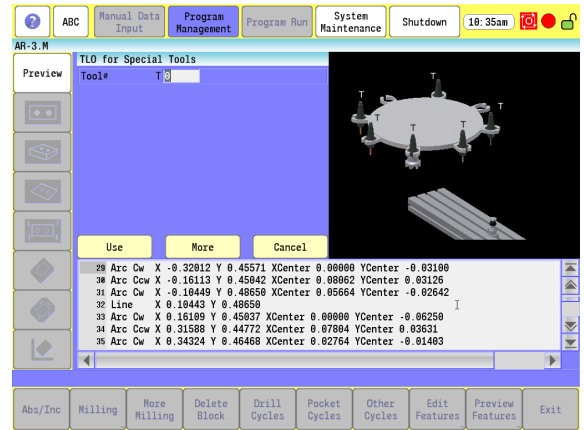 ?
ABC
Manual Data
Input
Program
Management
Program Run
System
Maintenance
Shutdown
10:35am
AR-3.M
Preview
TLO for Special Tools
Tool# T 0
T
T
T
T
T
T
Use
More
Cancel
29 Arc Cw X -0.32012 Y 0.45571 XCenter 0.00000 YCenter -0.03100
30 Arc Ccw X -0.16113 Y 0.45042 XCenter 0.08062 YCenter 0.03126
31 Arc Cw X -0.10449 Y 0.48650 XCenter 0.05664 YCenter -0.02642
32 Line X 0.10443 Y 0.48650
33 Arc Cw X 0.16109 Y 0.45037 XCenter 0.00000 YCenter -0.06250
34 Arc Ccw X 0.31588 Y 0.44772 XCenter 0.07804 YCenter 0.03631
35 Arc Cw X 0.34324 Y 0.46468 XCenter 0.02764 YCenter -0.01403
Abs/Inc
Milling
More
Milling
Delete
Block
Drill
Cycles
Pocket
Cycles
Other
Cycles
Edit
Features
Preview
Features
Exit